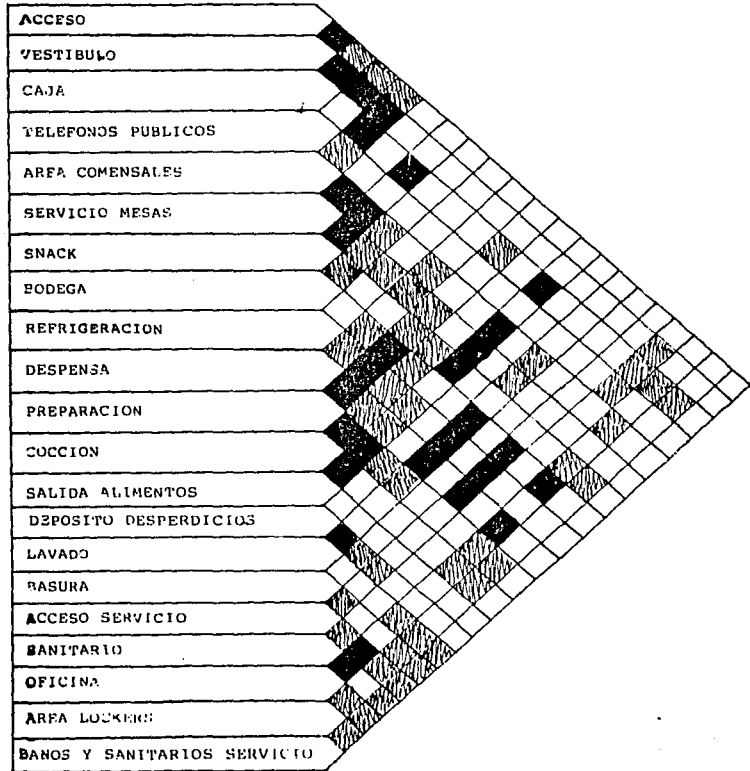 ACCESO
VESTIBULO
CAJA
TELEFONOS PUBLICOS
AREA COMENSALES
SERVICIO MESAS
SNACK
BODEGA
REFRIGERACION
DESPENSA
PREPARACION
COCCION
SALIDA ALIMENTOS
DEPOSITO DESPERDICIOS
LAVADO
BASURA
ACCESO SERVICIO
SANITARIO
OFICINA
AREA LOCKERS
BANOS Y SANITARIOS SERVICIO